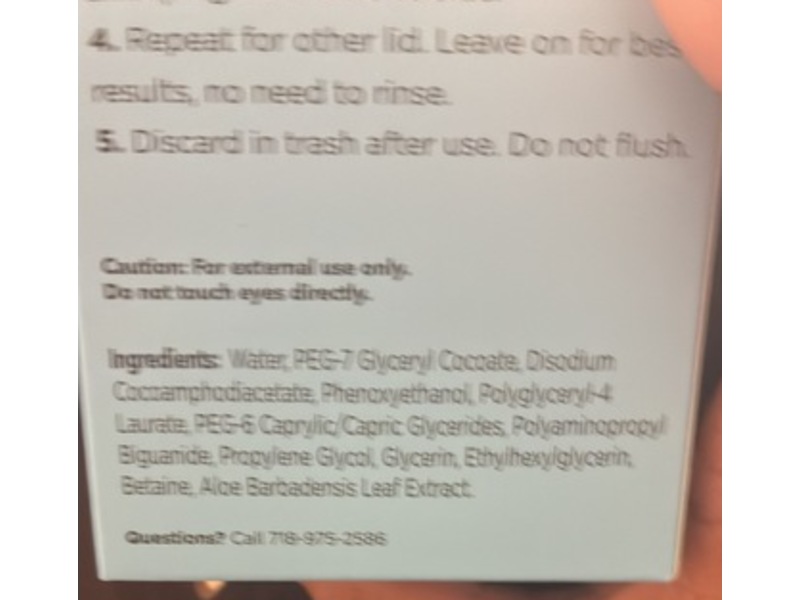 4. Repeat for other lid. Leave on for bes
results, no need to rinse.
5. Discard in trash after use. Do not flush.
Caution: For external use only.
Do not touch eyes directly.
Ingredients: Water, PEG-7 Glyceryl Cocoate, Disodium
Cocoamphodiacetate, Phenoxyethanol, Polyglyceryl-4
Laurate, PEG-6 Caprylic/Capric Glycerides, Polyaminopropyl
Biguanide, Propylene Glycol, Glycerin, Ethylhexylglycerin,
Betaine, Aloe Barbadensis Leaf Extract.
Questions? Call 718-975-2586